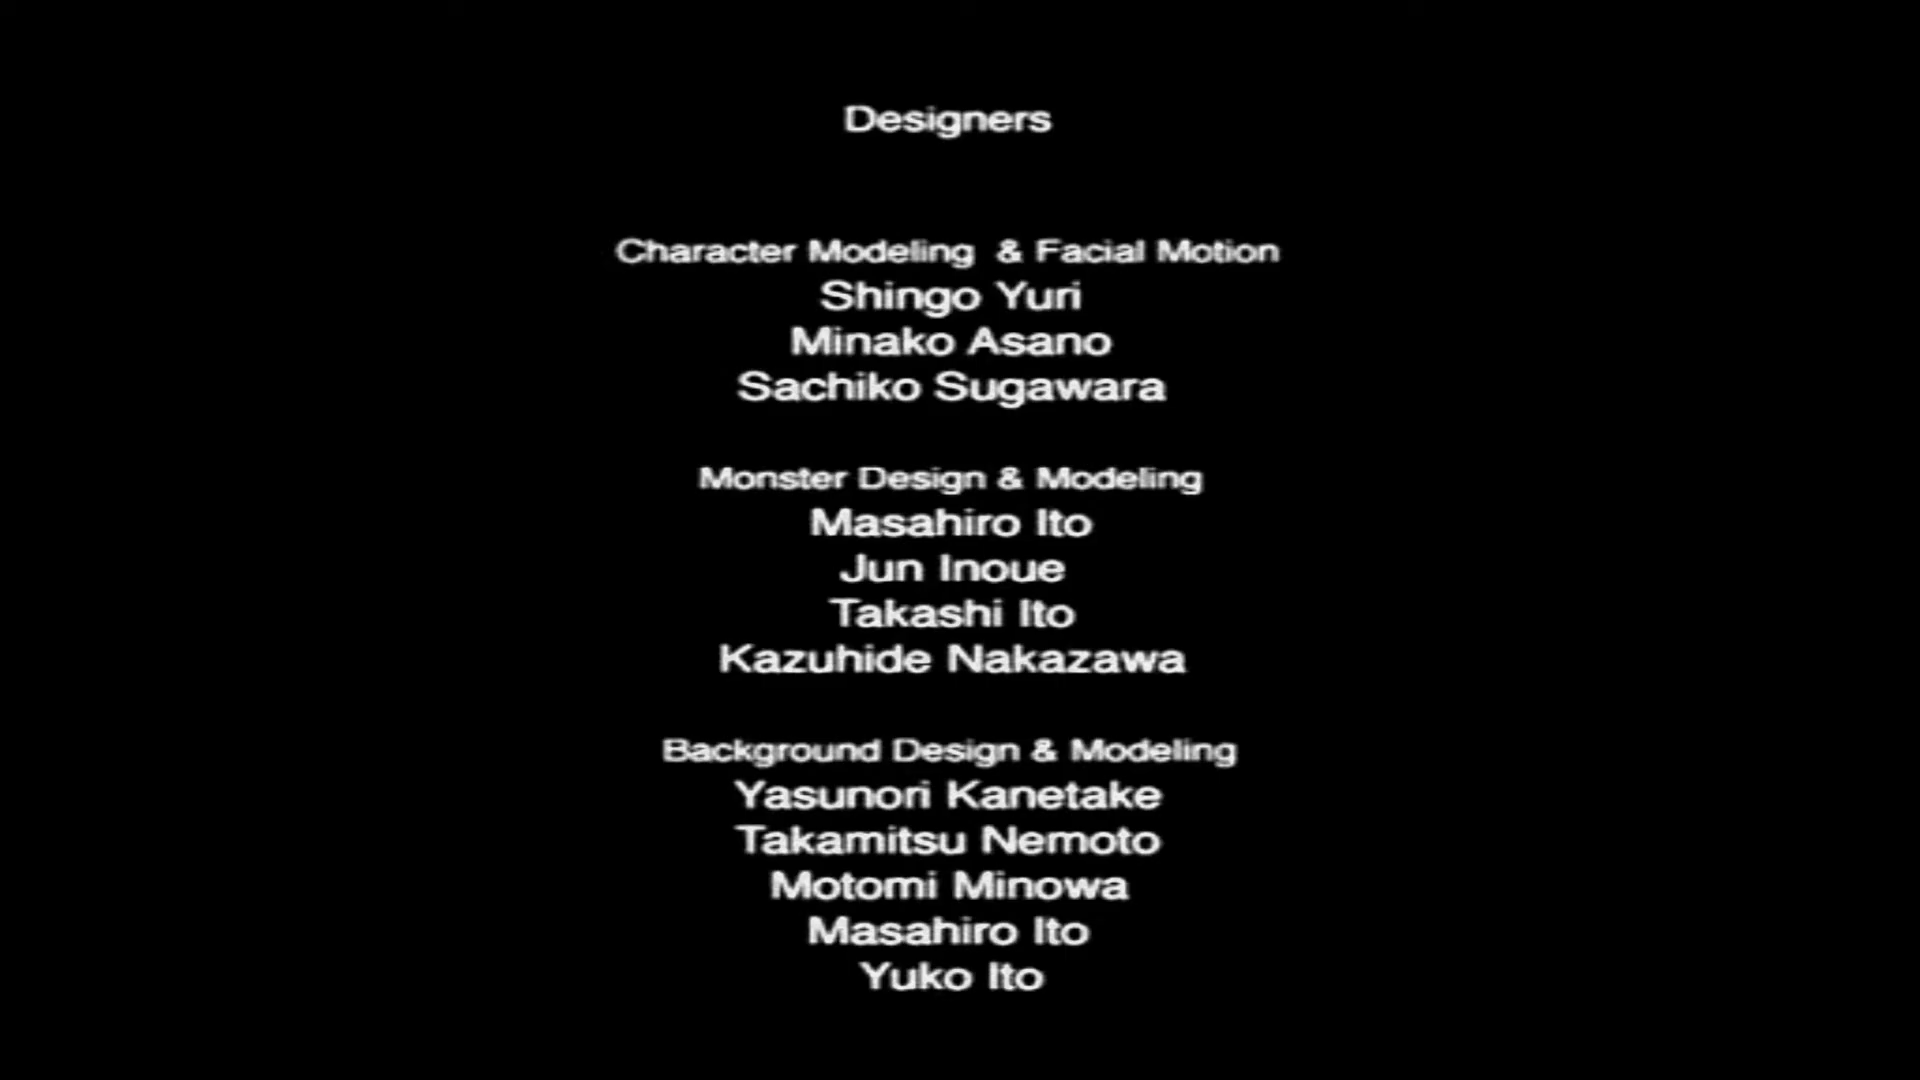 Designers
Character Modeling & Facial Motion
Shingo Yuri
Minako Asano
Sachiko Sugawara
Monster Design & Modeling
Masahiro Ito
Jun Inoue
Takashi Ito
Kazuhide Nakazawa
Background Design & Modeling
Yasunori Kanetake
Takamitsu Nemoto
Motomi Minowa
Masahiro Ito
Yuko Ito